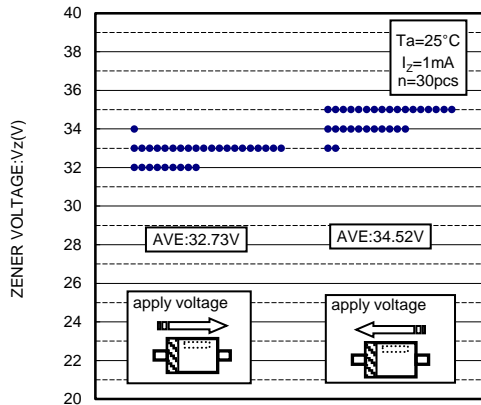 40
38
36
34
32
30
28
26
24
22
20
ZENER VOLTAGE:Vz(V)
Ta=25°C
IZ=1mA
n=30pcs
AVE:32.73V
AVE:34.52V
apply voltage
apply voltage